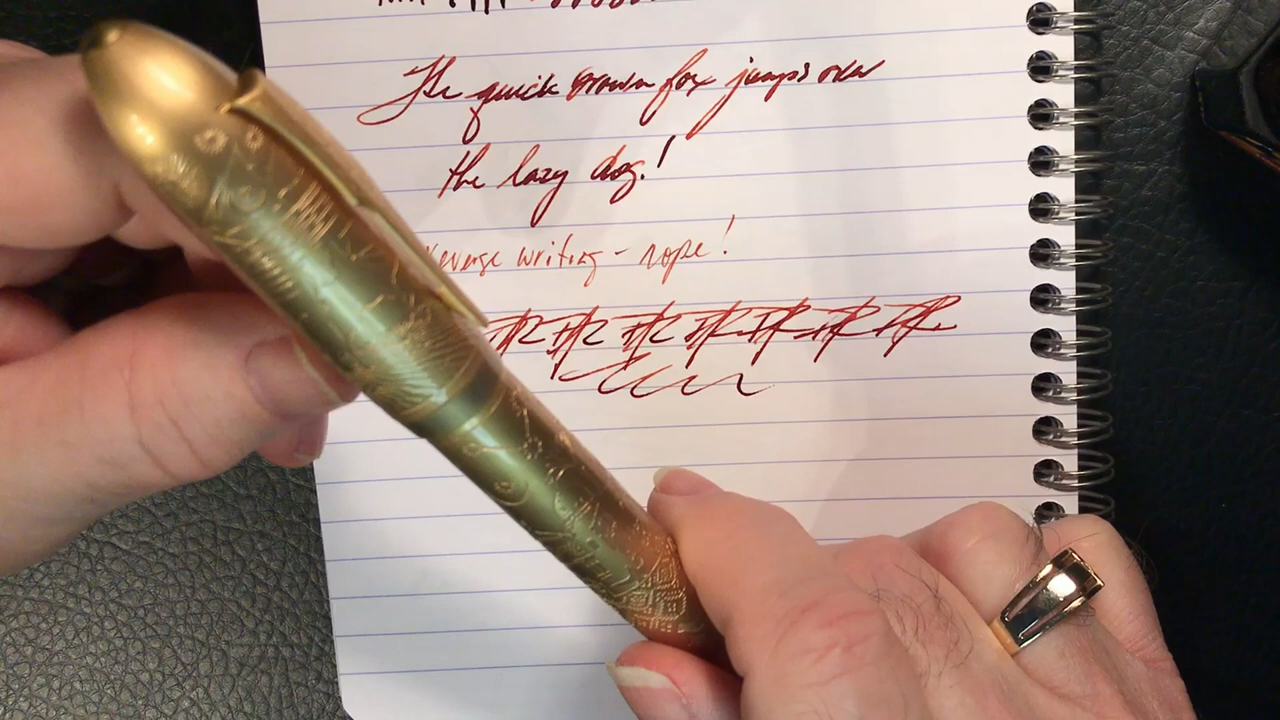 The quick brown fox jumps over
the lazy dog!
Reverse writing - nope!